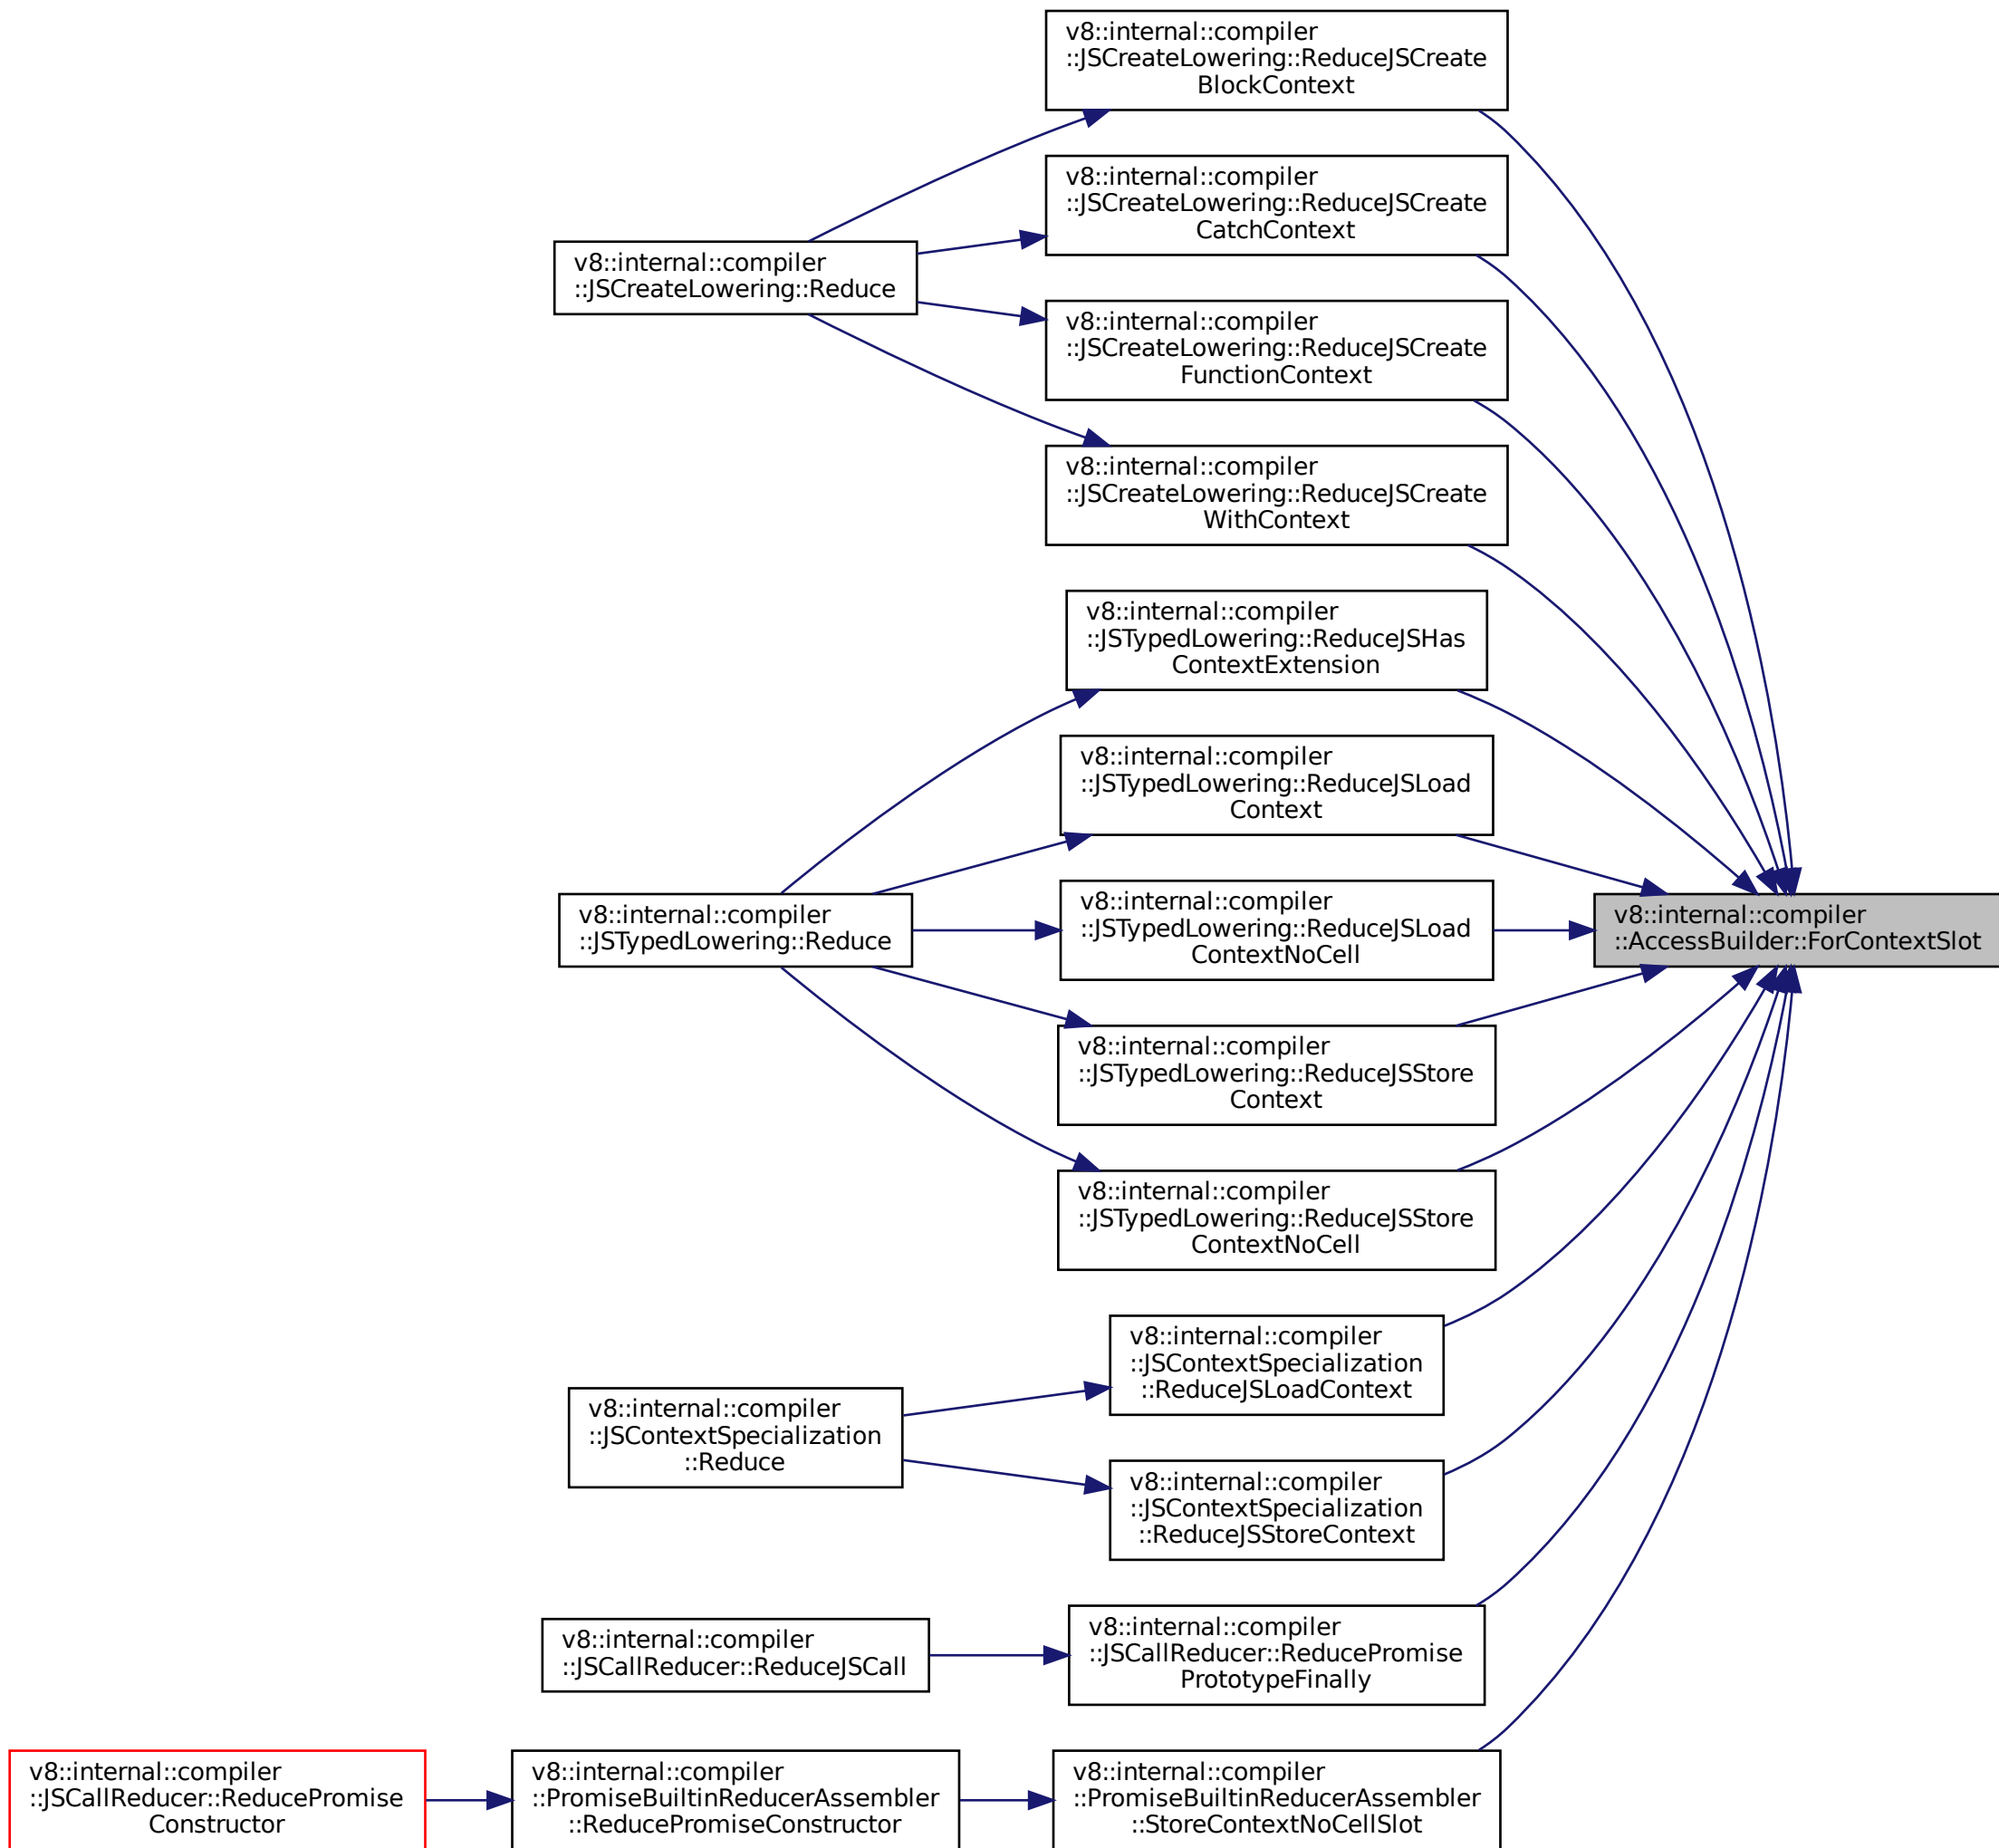 v8::internal::compiler
::JSCreateLowering::ReduceJSCreate
BlockContext
v8::internal::compiler
::JSCreateLowering::ReduceJSCreate
CatchContext
v8::internal::compiler
::JSCreateLowering::Reduce
v8::internal::compiler
::JSCreateLowering::ReduceJSCreate
FunctionContext
v8::internal::compiler
::JSCreateLowering::ReduceJSCreate
WithContext
v8::internal::compiler
::JSTypedLowering::ReduceJSHas
ContextExtension
v8::internal::compiler
::JSTypedLowering::ReduceJSLoad
Context
v8::internal::compiler
::JSTypedLowering::Reduce
v8::internal::compiler
::JSTypedLowering::ReduceJSLoad
ContextNoCell
v8::internal::compiler
::AccessBuilder::ForContextSlot
v8::internal::compiler
::JSTypedLowering::ReduceJSStore
Context
v8::internal::compiler
::JSTypedLowering::ReduceJSStore
ContextNoCell
v8::internal::compiler
::JSContextSpecialization
::ReduceJSLoadContext
v8::internal::compiler
::JSContextSpecialization
::Reduce
v8::internal::compiler
::JSContextSpecialization
::ReduceJSStoreContext
v8::internal::compiler
::JSCallReducer::ReduceJSCall
v8::internal::compiler
::JSCallReducer::ReducePromise
PrototypeFinally
v8::internal::compiler
::JSCallReducer::ReducePromise
Constructor
v8::internal::compiler
::PromiseBuiltinReducerAssembler
::ReducePromiseConstructor
v8::internal::compiler
::PromiseBuiltinReducerAssembler
::StoreContextNoCellSlot